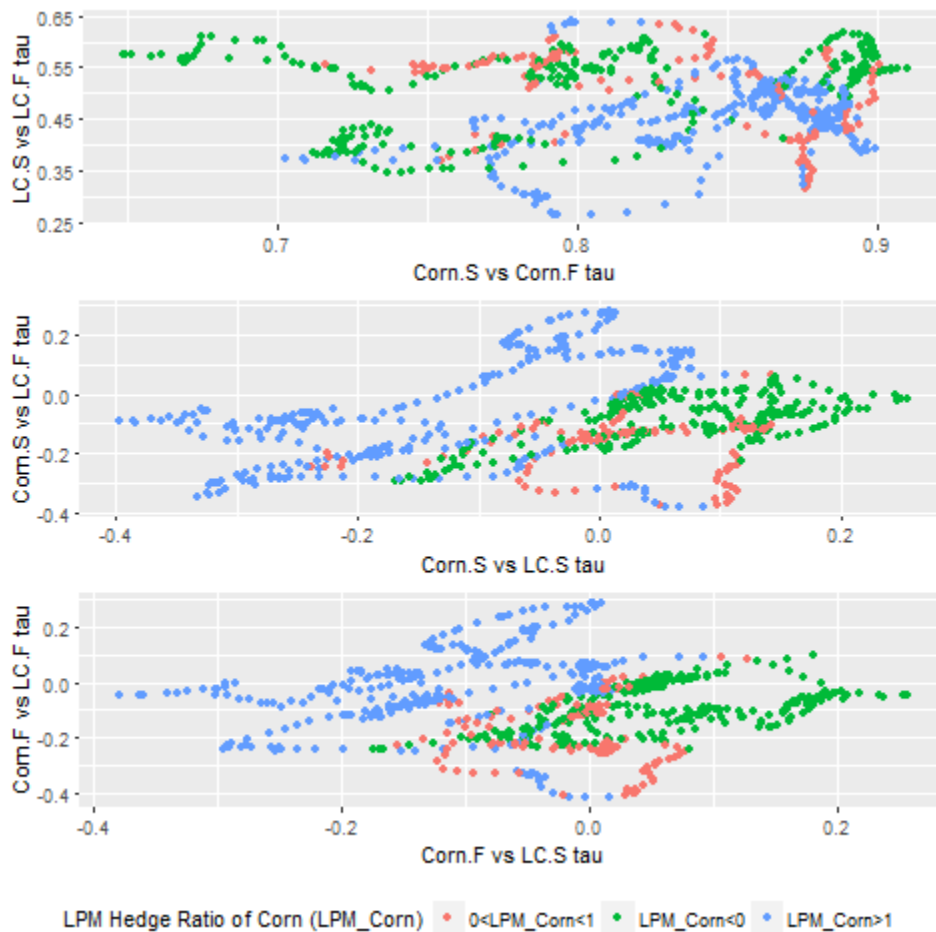 0.65
0.55
0.45
0.35
0.25
LC.S vs LC.F tau
0.7 0.8 0.9
Corn.S vs Corn.F tau
0.2
0.0
-0.2
-0.4
Corn.S vs LC.F tau
-0.4 -0.2 0.0 0.2
Corn.S vs LC.S tau
0.2
0.0
-0.2
-0.4
Corn.F vs LC.F tau
-0.4 -0.2 0.0 0.2
Corn.F vs LC.S tau
LPM Hedge Ratio of Corn (LPM_Corn) 0<LPM_Corn<1 LPM_Corn<0 LPM_Corn>1